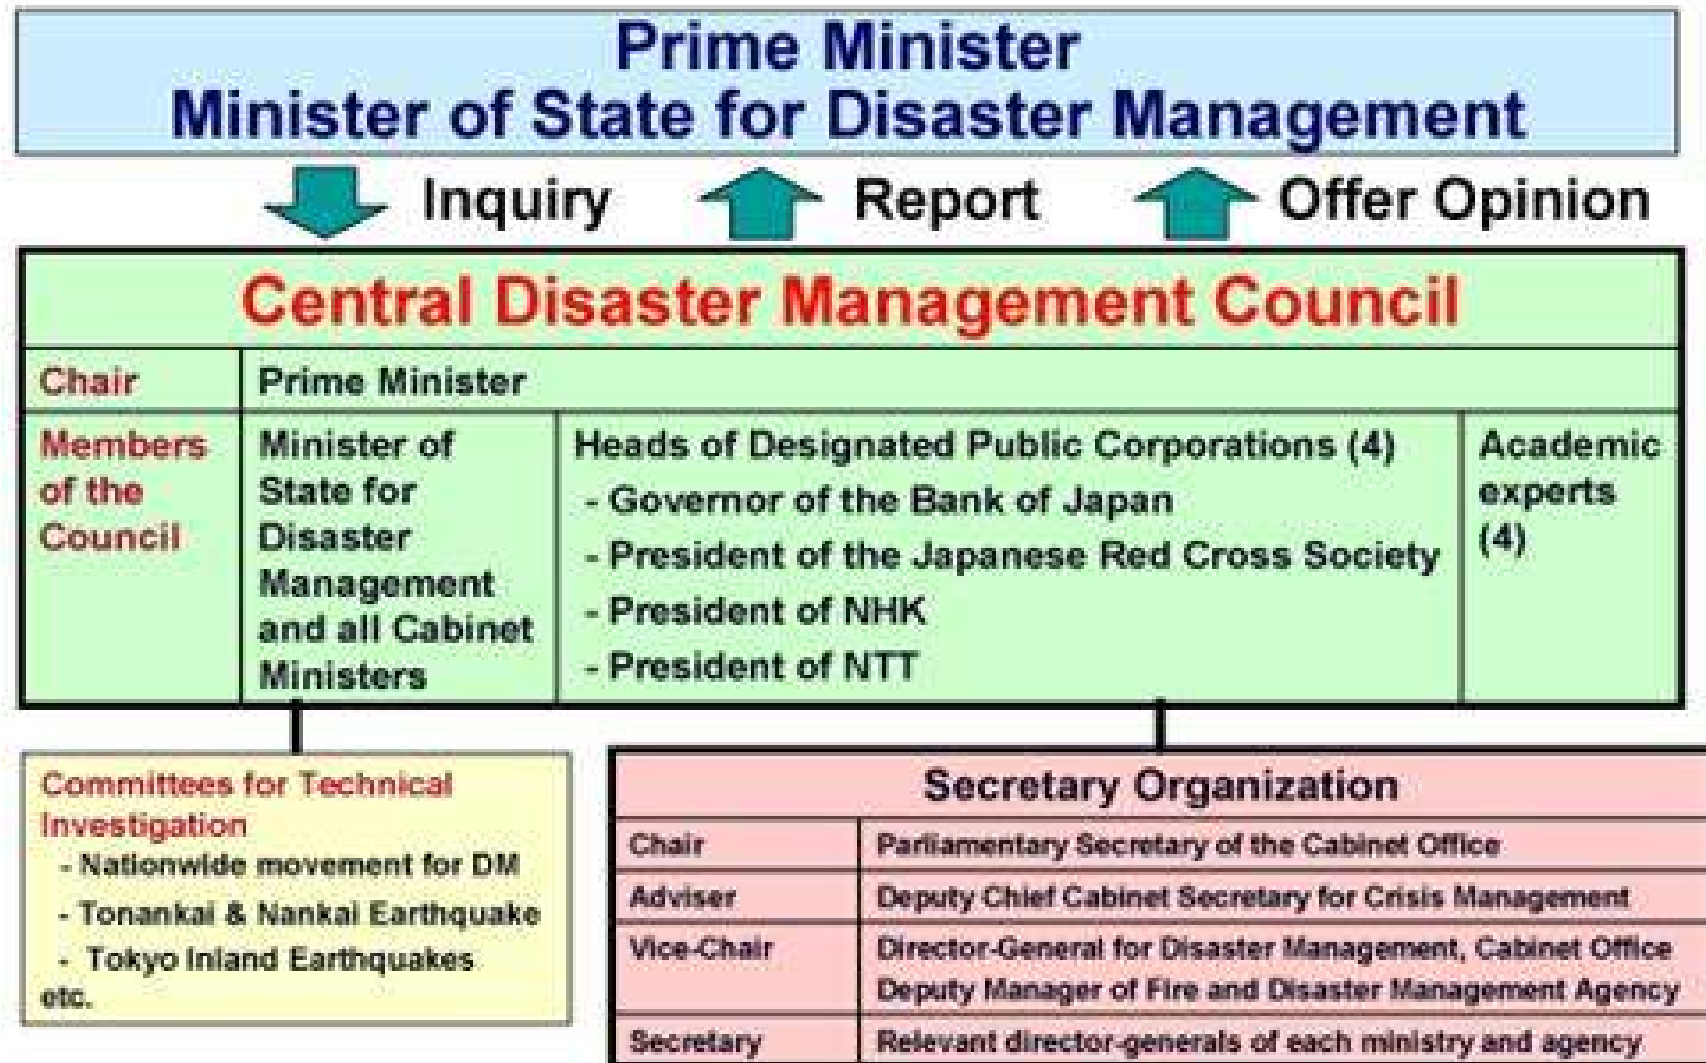 Prime Minister
Minister of State for Disaster Management
Inquiry
Report
Offer Opinion
Central Disaster Management Council
Chair
Prime Minister
Members
of the
Council
Minister of
State for
Disaster
Management
and all Cabinet
Ministers
Heads of Designated Public Corporations (4)
- Governor of the Bank of Japan
- President of the Japanese Red Cross Society
- President of NHK
- President of NTT
Academic
experts
(4)
Committees for Technical
Investigation
- Nationwide movement for DM
- Tonankai & Nankai Earthquake
- Tokyo Inland Earthquakes
etc.
Secretary Organization
Chair
Parliamentary Secretary of the Cabinet Office
Adviser
Deputy Chief Cabinet Secretary for Crisis Management
Vice-Chair
Director-General for Disaster Management, Cabinet Office
Deputy Manager of Fire and Disaster Management Agency
Secretary
Relevant director-generals of each ministry and agency